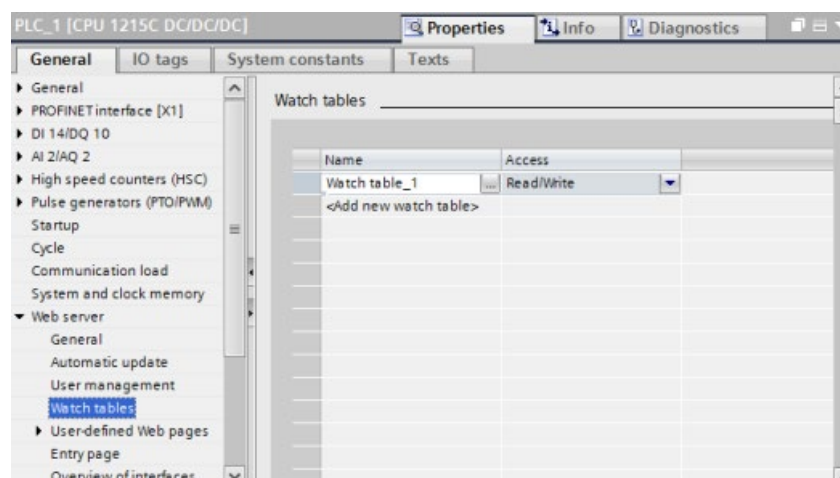 PLC_1 [CPU 1215C DC/DC/DC]
Properties
Info
Diagnostics
General
IO tags
System constants
Texts
General
PROFINET interface [X1]
DI 14/DQ 10
AI 2/AQ 2
High speed counters (HSC)
Pulse generators (PTO/PWM)
Startup
Cycle
Communication load
System and clock memory
Web server
General
Automatic update
User management
Watch tables
User-defined Web pages
Entry page
Overview of interfaces
Watch tables
Name Access
Watch table_1 ... Read/Write
<Add new watch table>